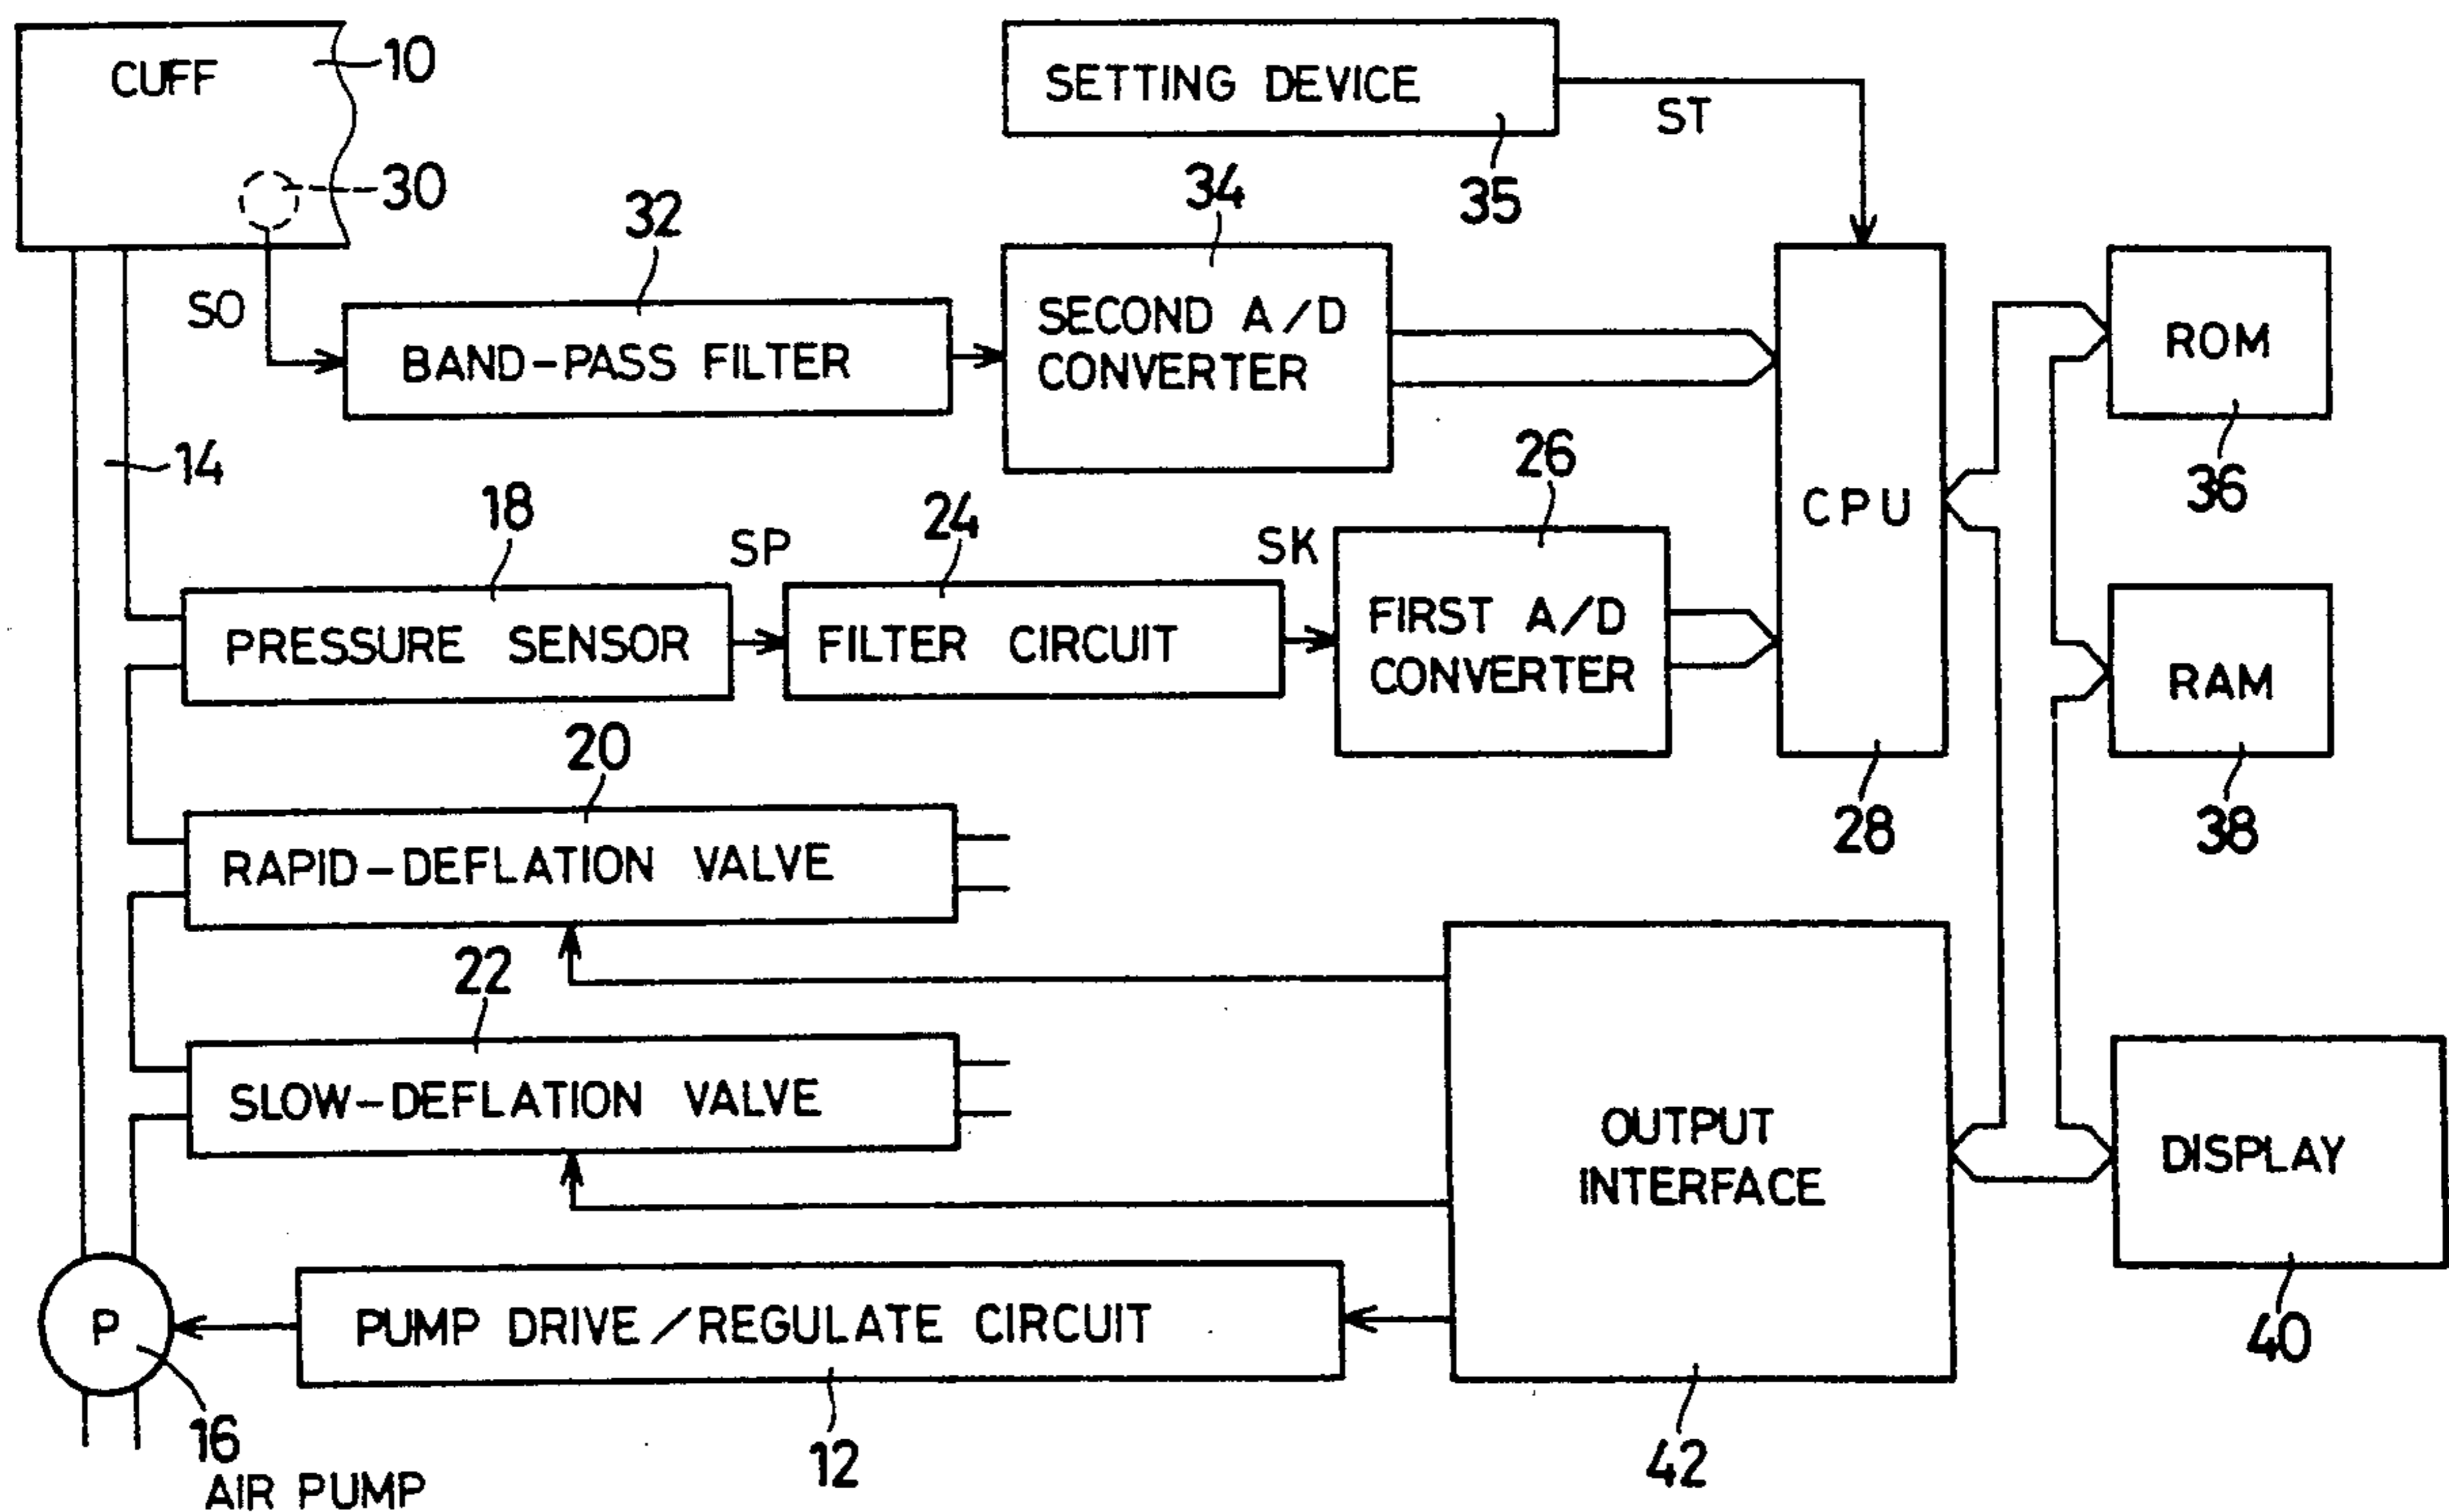 CUFF
10
30
SO
14
SETTING DEVICE
35
ST
32
BAND-PASS FILTER
34
SECOND A/D
CONVERTER
CPU
28
ROM
36
18
PRESSURE SENSOR
SP
24
FILTER CIRCUIT
SK
26
FIRST A/D
CONVERTER
RAM
38
20
RAPID-DEFLATION VALVE
22
SLOW-DEFLATION VALVE
OUTPUT
INTERFACE
42
DISPLAY
40
P
16
AIR PUMP
PUMP DRIVE/REGULATE CIRCUIT
12